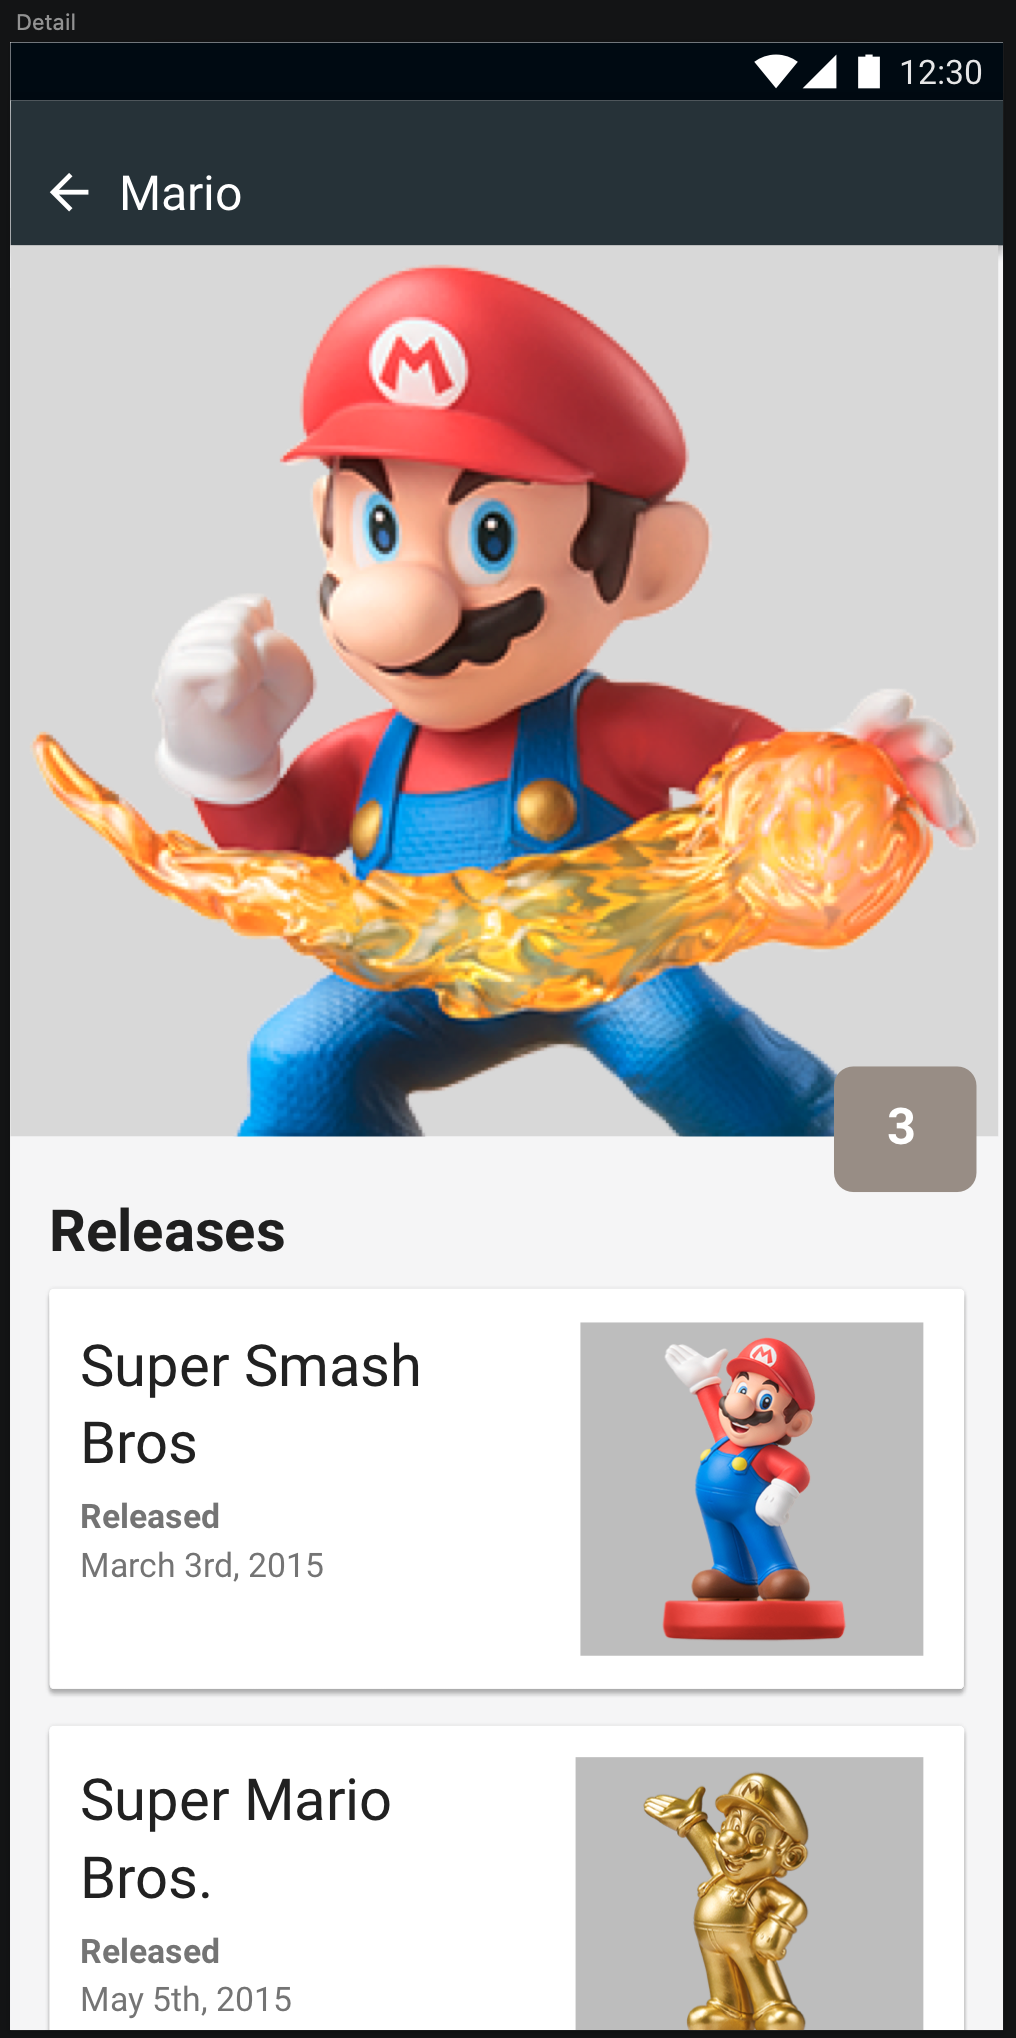 Detail
12:30
Mario
M
3
Releases
Super Smash
Bros
Released
March 3rd, 2015
M
Super Mario
Bros.
Released
May 5th, 2015
M